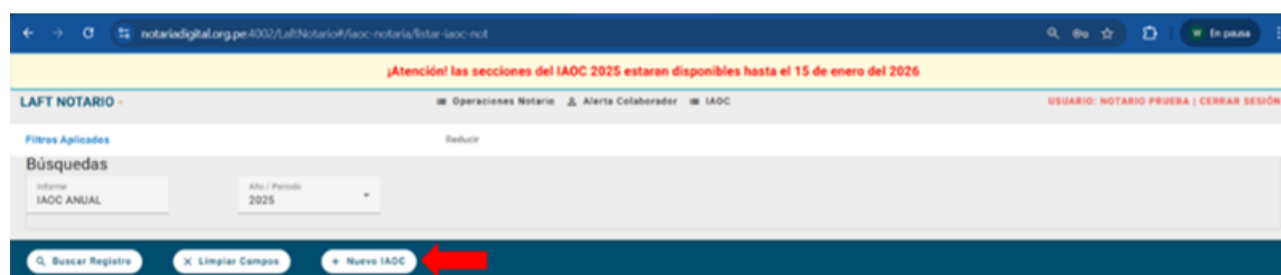 notariadigital.org.pe:4002/LaftNotario#/iaoc-notaria/listar-iaoc-not W En pausa
¡Atención! las secciones del IAOC 2025 estaran disponibles hasta el 15 de enero del 2026
LAFT NOTARIO Operaciones Notario Alerta Colaborador IAOC USUARIO: NOTARIO PRUEBA | CERRAR SESIÓN
Filtros Aplicados Reducir
Búsquedas
Informe Año / Periodo
IAOC ANUAL 2025
Buscar Registro Limpiar Campos + Nuevo IAOC